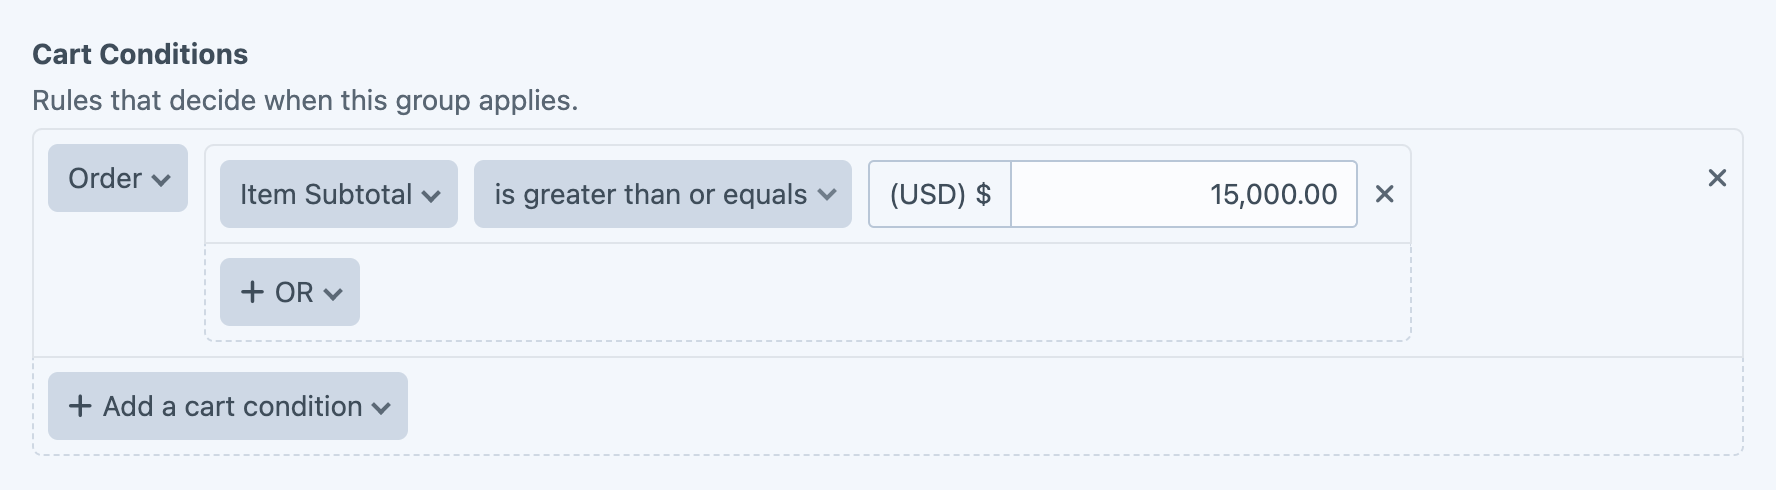 Cart Conditions
Rules that decide when this group applies.
Order
Item Subtotal is greater than or equals (USD) $ 15,000.00
+ OR
+ Add a cart condition